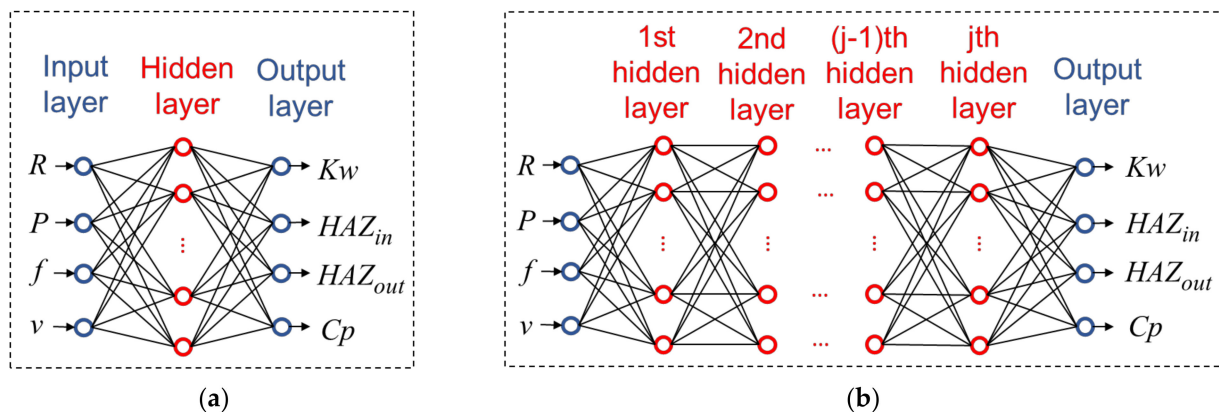 Input layer
Hidden layer
Output layer
R
P
f
v
⋮
Kw
HAZin
HAZout
Cp
(a)
1st hidden layer
2nd hidden layer
(j-1)th hidden layer
jth hidden layer
Output layer
R
P
f
v
...
...
...
...
⋮
⋮
⋮
⋮
Kw
HAZin
HAZout
Cp
(b)